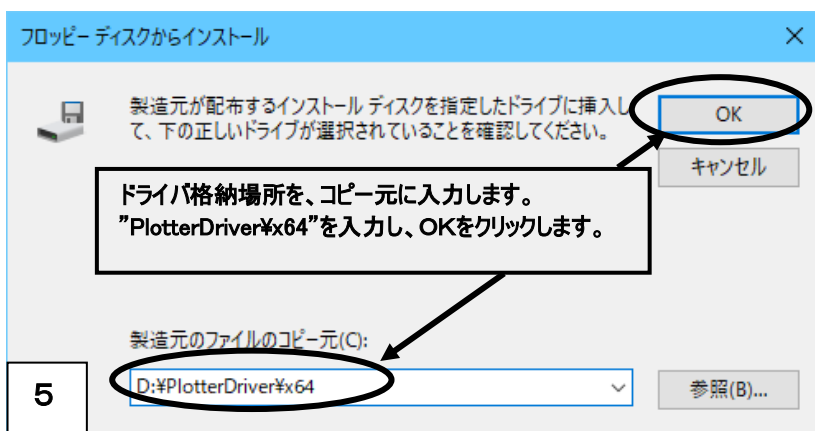 フロッピー ディスクからインストール
製造元が配布するインストール ディスクを指定したドライブに挿入し
て、下の正しいドライブが選択されていることを確認してください。
OK
キャンセル
ドライバ格納場所を、コピー元に入力します。
”PlotterDriver¥x64”を入力し、OKをクリックします。
製造元のファイルのコピー元(C):
D:¥PlotterDriver¥x64
参照(B)...
5